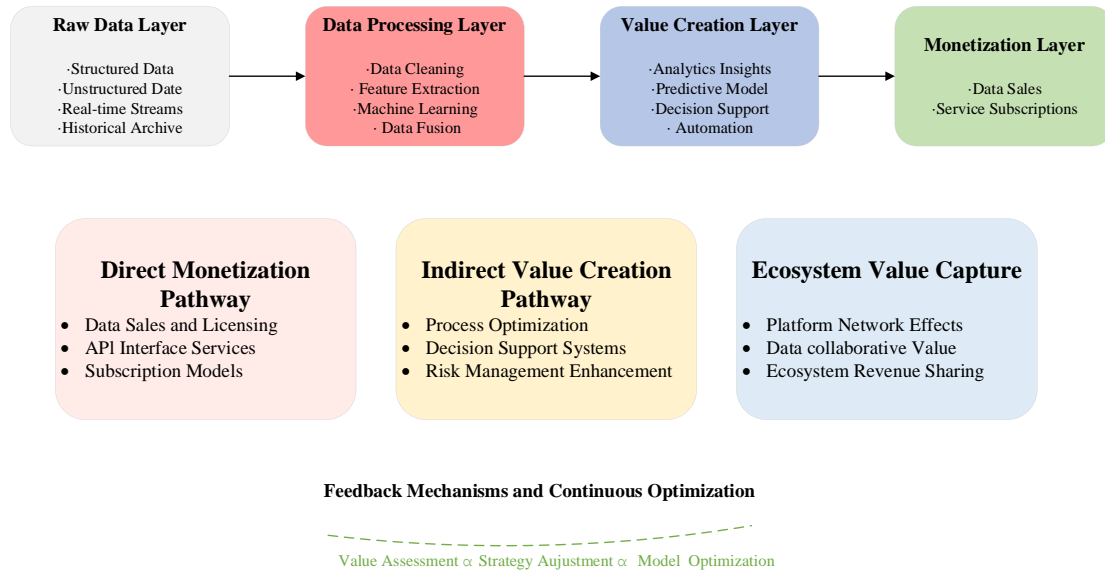 Raw Data Layer
·Structured Data
·Unstructured Date
·Real-time Streams
·Historical Archive
Data Processing Layer
·Data Cleaning
· Feature Extraction
·Machine Learning
· Data Fusion
Value Creation Layer
·Analytics Insights
·Predictive Model
·Decision Support
· Automation
Monetization Layer
·Data Sales
·Service Subscriptions
Direct Monetization
Pathway
• Data Sales and Licensing
• API Interface Services
• Subscription Models
Indirect Value Creation
Pathway
• Process Optimization
• Decision Support Systems
• Risk Management Enhancement
Ecosystem Value Capture
• Platform Network Effects
• Data collaborative Value
• Ecosystem Revenue Sharing
Feedback Mechanisms and Continuous Optimization
Value Assessment ∝ Strategy Aujustment ∝ Model Optimization